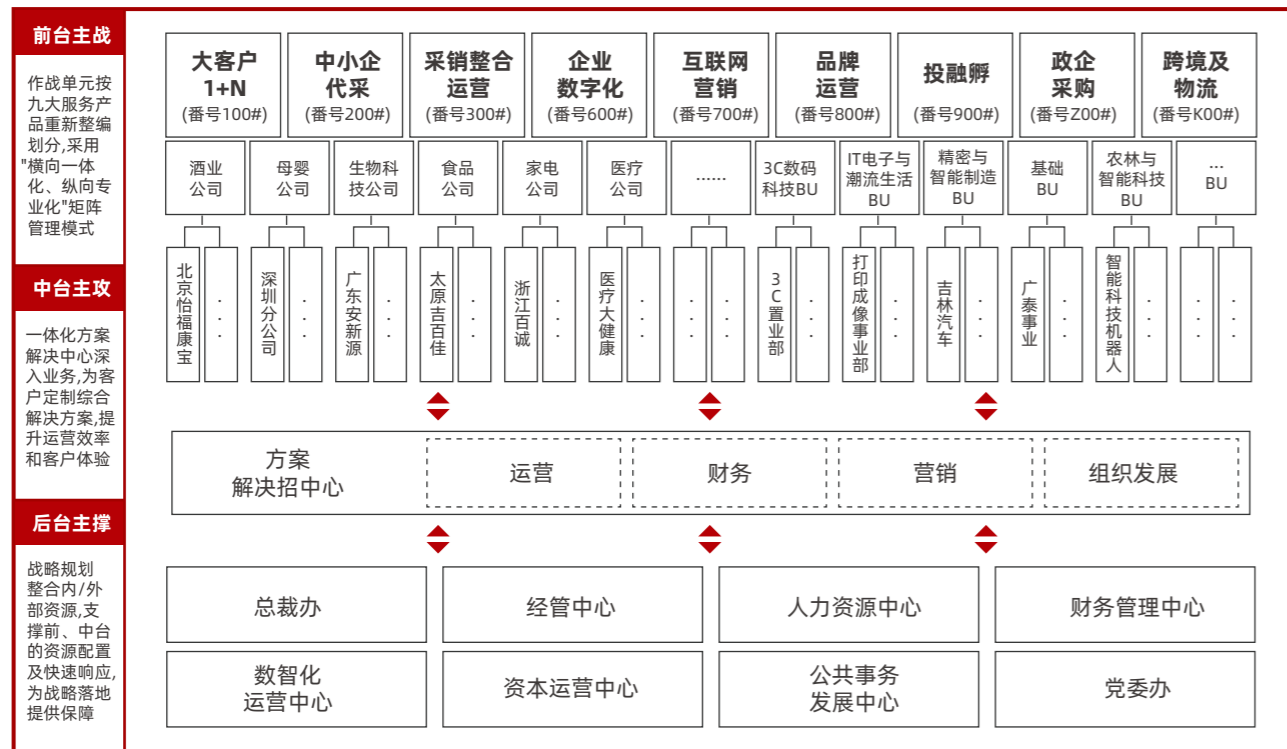 前台主战
作战单元按
九大服务产
品重新整编
划分,采用
"横向一体
化、纵向专
业化"矩阵
管理模式
大客户
1+N
(番号100#)
中小企
代采
(番号200#)
采销整合
运营
(番号300#)
企业
数字化
(番号600#)
互联网
营销
(番号700#)
品牌
运营
(番号800#)
投融孵
(番号900#)
政企
采购
(番号Z00#)
跨境及
物流
(番号K00#)
酒业
公司
母婴
公司
生物科
技公司
食品
公司
家电
公司
医疗
公司
......
3C数码
科技BU
IT电子与
潮流生活
BU
精密与
智能制造
BU
基础
BU
农林与
智能科技
BU
...
BU
北京怡福康宝
...
深圳分公司
...
广东安新源
...
太原吉百佳
...
浙江百诚
...
医疗大健康
...
...
...
3C置业部
...
打印成像事业部
...
吉林汽车
...
广泰事业
...
智能科技机器人
...
...
...
中台主攻
一体化方案
解决中心深
入业务,为客
户定制综合
解决方案,提
升运营效率
和客户体验
方案
解决招中心
运营
财务
营销
组织发展
后台主撑
战略规划
整合内/外
部资源,支
撑前、中台
的资源配置
及快速响应,
为战略落地
提供保障
总裁办
经管中心
人力资源中心
财务管理中心
数智化
运营中心
资本运营中心
公共事务
发展中心
党委办